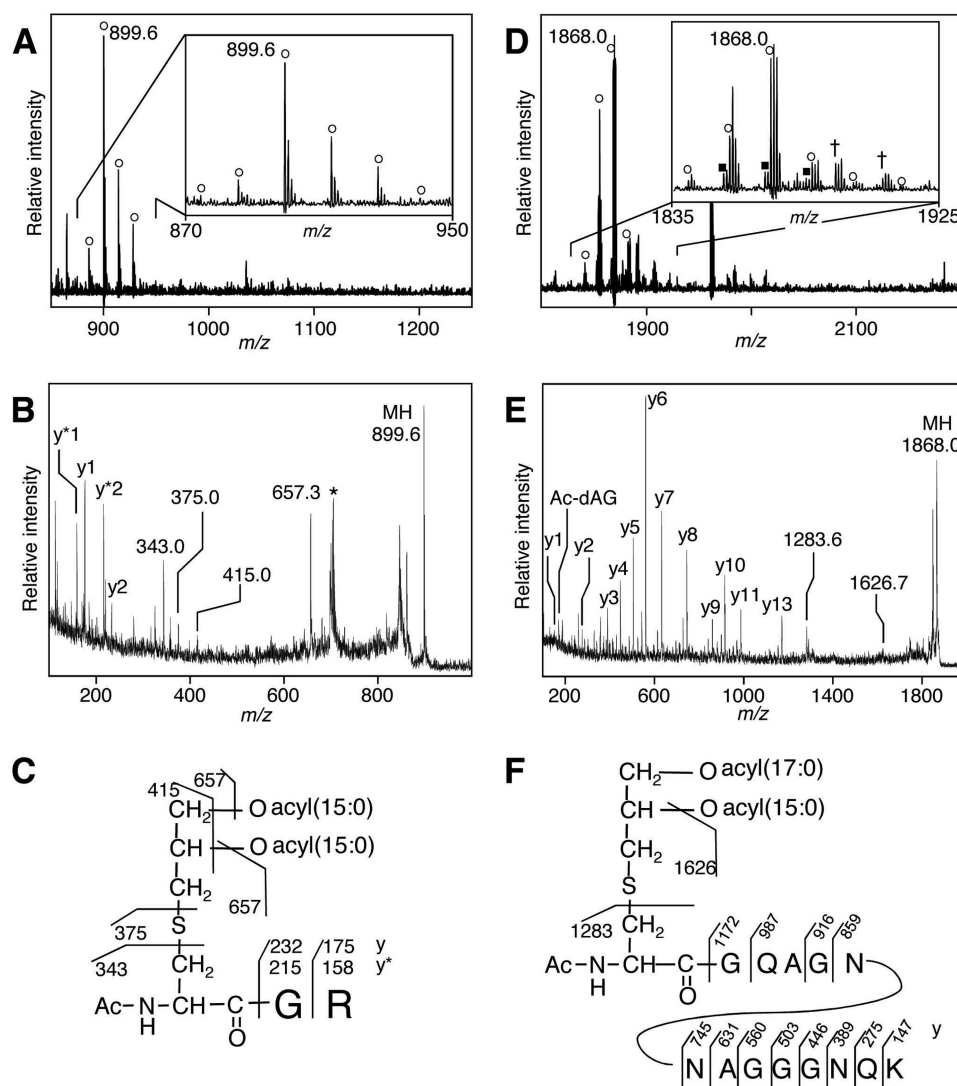 A
899.6
899.6
870
950
m/z
Relative intensity
900
1000
1100
1200
m/z
D
1868.0
1868.0
†
†
1835
1925
m/z
Relative intensity
1900
2100
m/z
B
y*1
y1
y*2
y2
343.0
375.0
415.0
657.3
*
MH
899.6
Relative intensity
200
400
600
800
m/z
E
y1
Ac-dAG
y2
y3
y4
y5
y6
y7
y8
y9
y10
y11
y13
1283.6
1626.7
MH
1868.0
Relative intensity
200
600
1000
1400
1800
m/z
C
657
415
CH2 O acyl(15:0)
CH O acyl(15:0)
CH2
657
S
375
343
CH2
232 175 y
215 158 y*
Ac-N-CH-C-G R
H O
F
CH2 O acyl(17:0)
CH O acyl(15:0)
CH2
1626
S
1283
CH2
1172 987 916 859
Ac-N-CH-C-G QAG N
H O
745 631 560 503 446 389 275 147 y
N A G G G N Q K